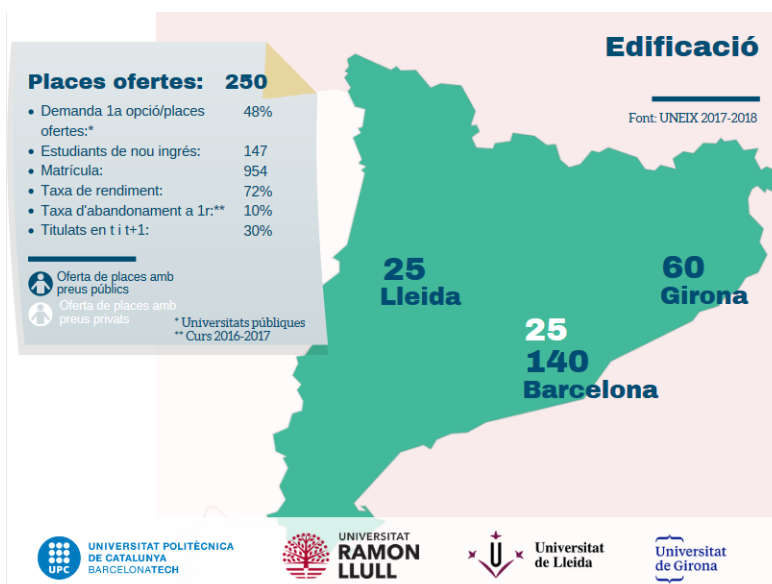 Edificació
Font: UNEIX 2017-2018
Places ofertes: 250
• Demanda 1a opció/places
ofertes:* 48%
• Estudiants de nou ingrés: 147
• Matrícula: 954
• Taxa de rendiment: 72%
• Taxa d'abandonament a 1r:** 10%
• Titulats en t i t+1: 30%
Oferta de places amb
preus públics
Oferta de places amb
preus privats
* Universitats públiques
** Curs 2016-2017
25
Lleida
60
Girona
25
140
Barcelona
UPC
UNIVERSITAT POLITÈCNICA
DE CATALUNYA
BARCELONATECH
UNIVERSITAT
RAMON
LLULL
Universitat
de Lleida
Universitat
de Girona